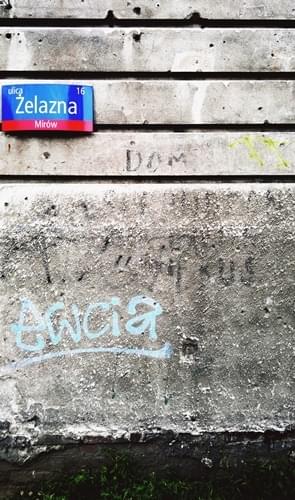 ulica 16
Żelazna
Mirów
DOM
ewcia